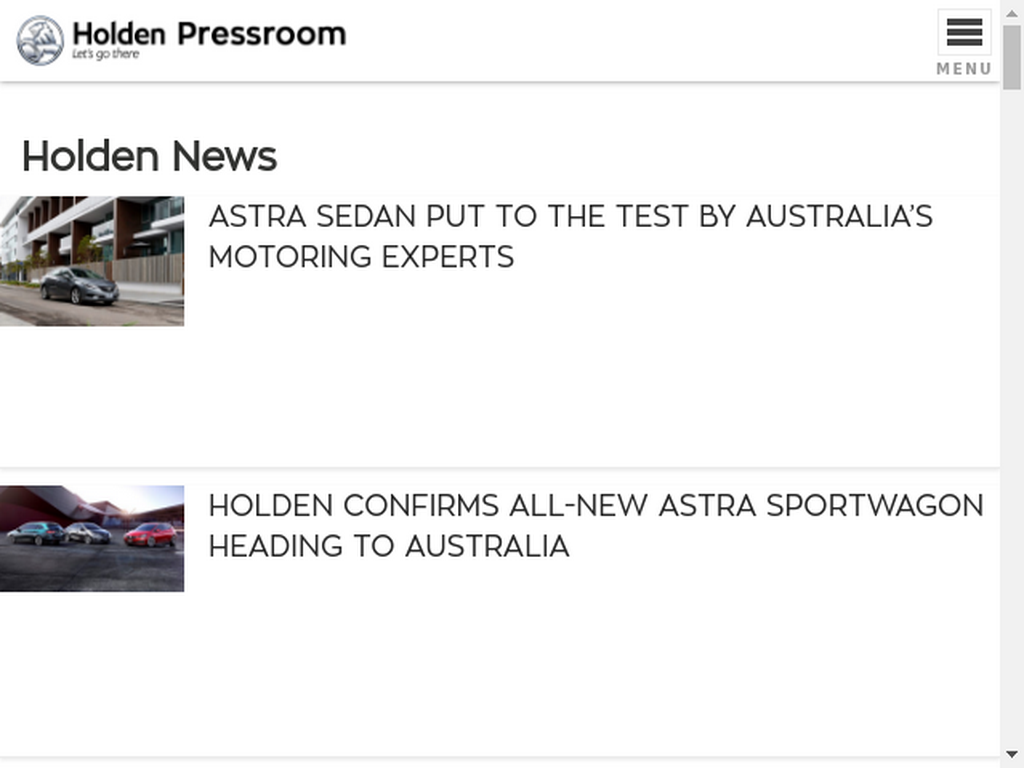 Holden Pressroom
Let's go there
MENU
Holden News
ASTRA SEDAN PUT TO THE TEST BY AUSTRALIA’S
MOTORING EXPERTS
HOLDEN CONFIRMS ALL-NEW ASTRA SPORTWAGON
HEADING TO AUSTRALIA